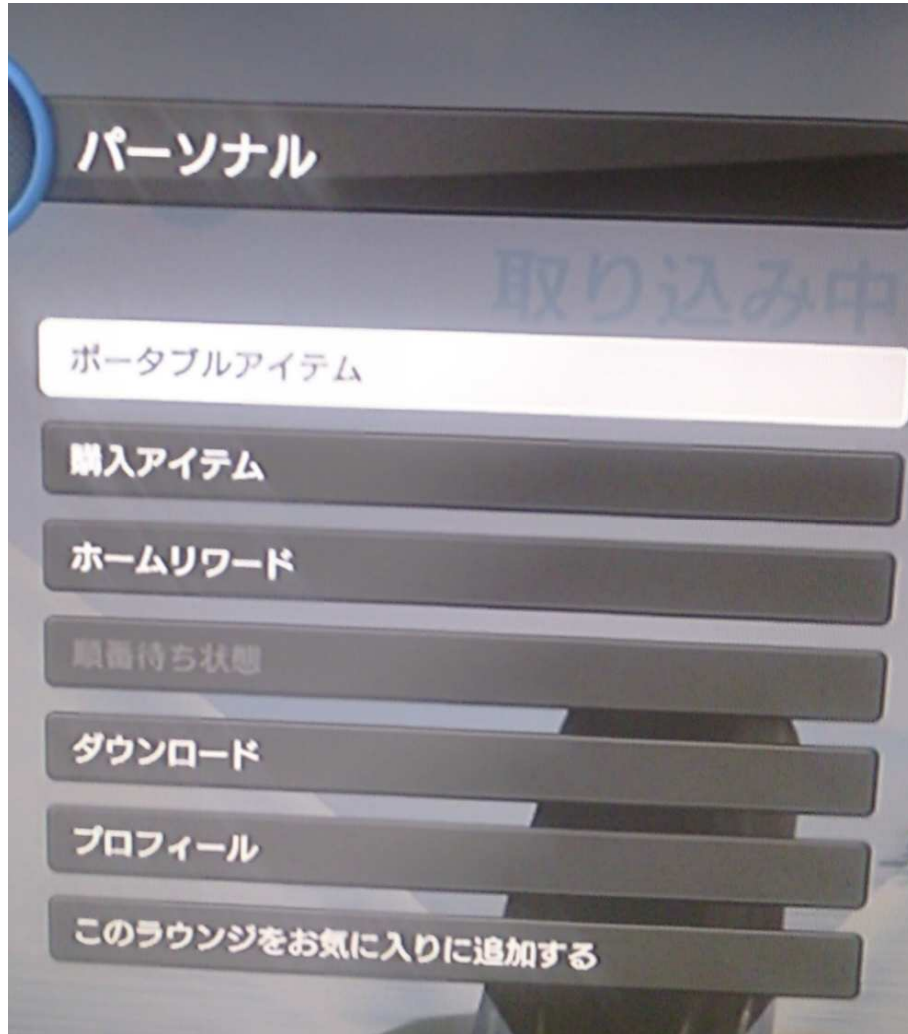 パーソナル
取り込み中
ポータブルアイテム
購入アイテム
ホームリワード
順番待ち状態
ダウンロード
プロフィール
このラウンジをお気に入りに追加する